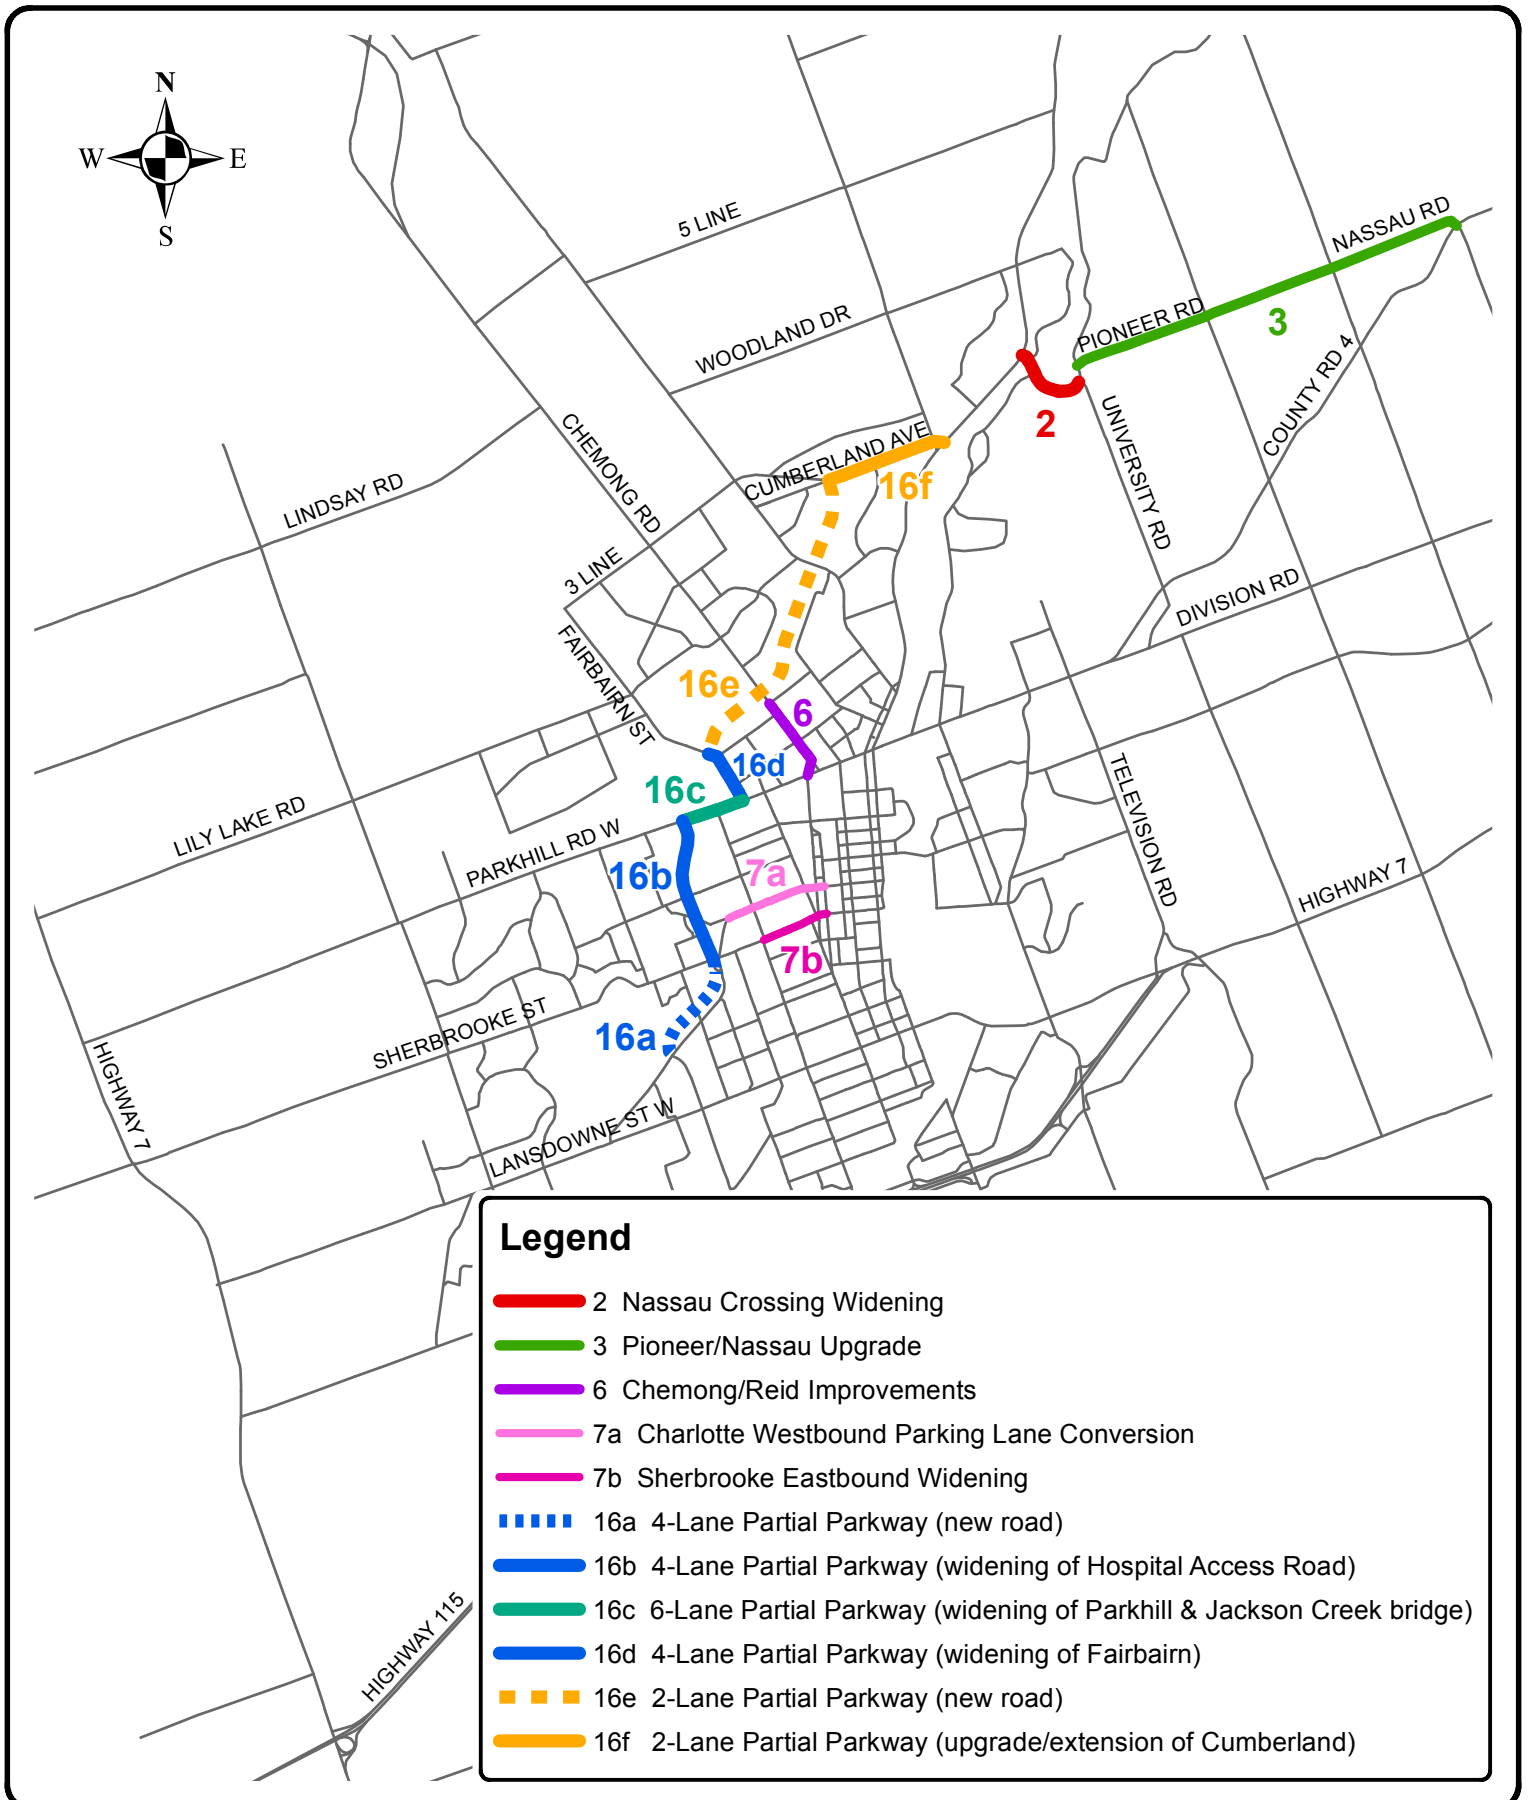 N
W E
S
5 LINE
NASSAU RD
PIONEER RD
3
WOODLAND DR
COUNTY RD 4
2
UNIVERSITY RD
CHEMONG RD
CUMBERLAND AVE
16f
LINDSAY RD
3 LINE
DIVISION RD
FAIRBAIRN ST
16e
6
16d
16c
TELEVISION RD
LILY LAKE RD
PARKHILL RD W
16b
7a
HIGHWAY 7
7b
SHERBROOKE ST
16a
HIGHWAY 7
LANSDOWNE ST W
HIGHWAY 115
Legend
2 Nassau Crossing Widening
3 Pioneer/Nassau Upgrade
6 Chemong/Reid Improvements
7a Charlotte Westbound Parking Lane Conversion
7b Sherbrooke Eastbound Widening
16a 4-Lane Partial Parkway (new road)
16b 4-Lane Partial Parkway (widening of Hospital Access Road)
16c 6-Lane Partial Parkway (widening of Parkhill & Jackson Creek bridge)
16d 4-Lane Partial Parkway (widening of Fairbairn)
16e 2-Lane Partial Parkway (new road)
16f 2-Lane Partial Parkway (upgrade/extension of Cumberland)